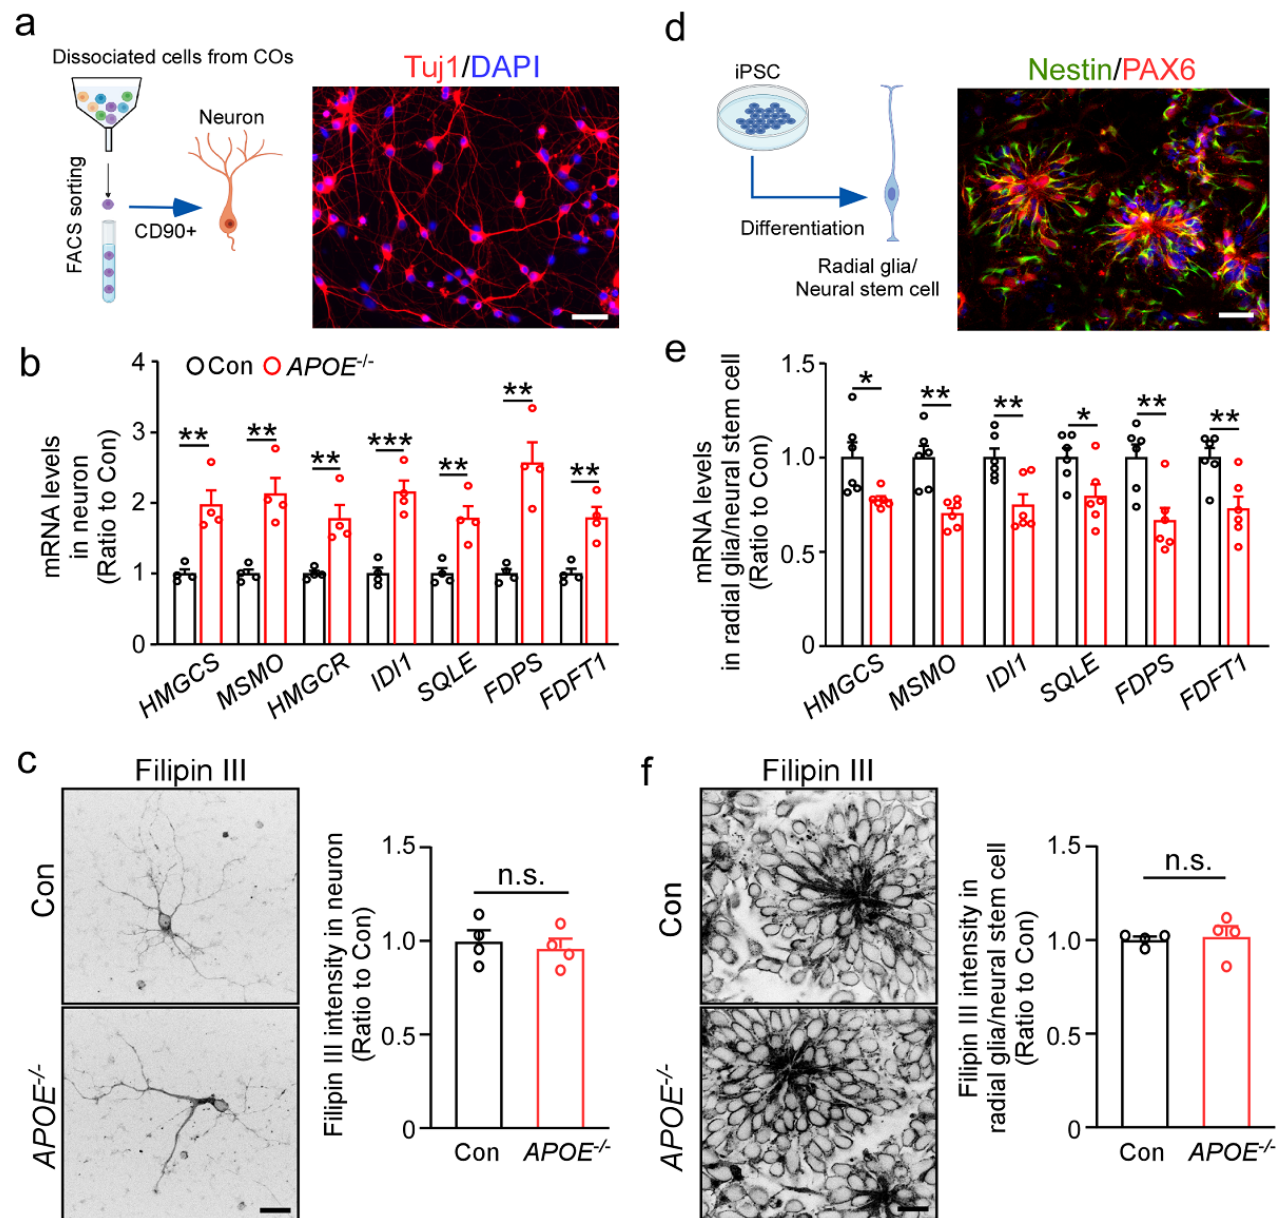 a
Dissociated cells from COs
FACS sorting
CD90+
Neuron
Tuj1/DAPI
d
iPSC
Differentiation
Radial glia/
Neural stem cell
Nestin/PAX6
b
mRNA levels
in neuron
(Ratio to Con)
4
3
2
1
0
Con APOE-/-
** ** ** *** ** ** **
HMGCS MSMO HMGCR IDI1 SQLE FDPS FDFT1
e
mRNA levels
in radial glia/neural stem cell
(Ratio to Con)
1.5
1.0
0.5
0
* ** ** * ** **
HMGCS MSMO IDI1 SQLE FDPS FDFT1
c
Filipin III
Con
APOE-/-
Filipin III intensity in neuron
(Ratio to Con)
1.5
1.0
0.5
0
n.s.
Con APOE-/-
f
Filipin III
Con
APOE-/-
Filipin III intensity in
radial glia/neural stem cell
(Ratio to Con)
1.5
1.0
0.5
0
n.s.
Con APOE-/-